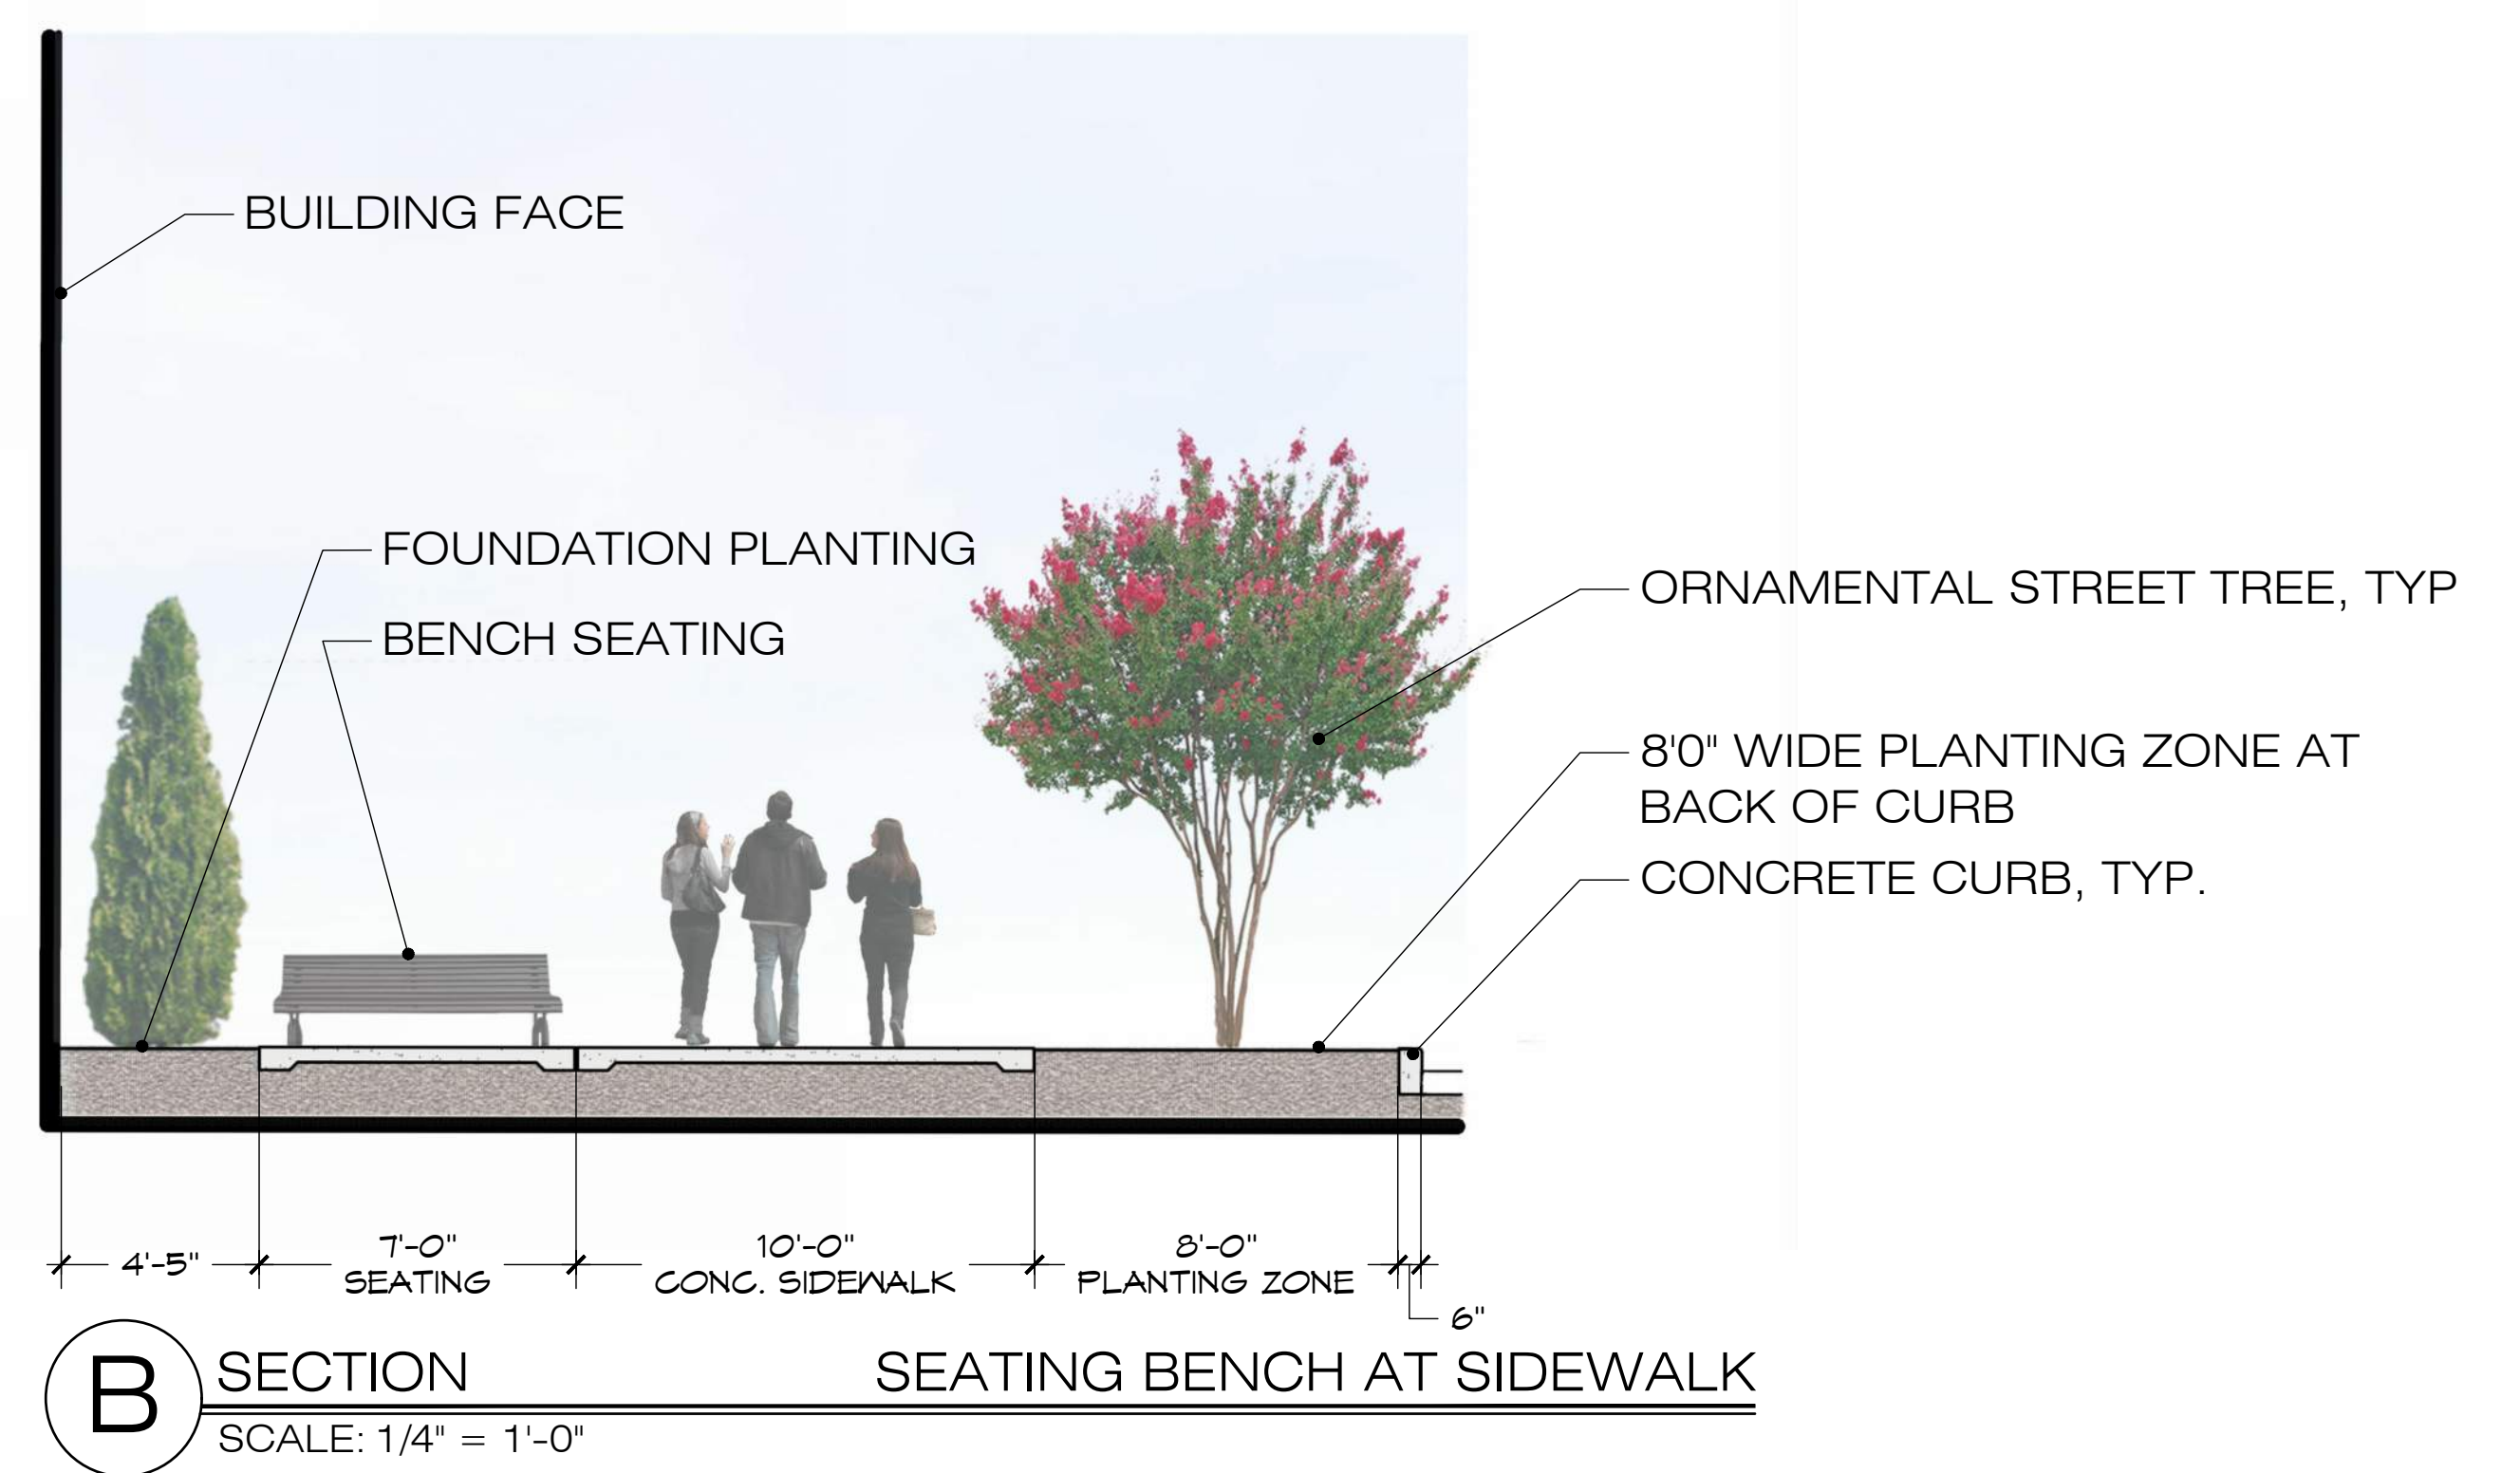 BUILDING FACE
FOUNDATION PLANTING
BENCH SEATING
ORNAMENTAL STREET TREE, TYP
8'0" WIDE PLANTING ZONE AT
BACK OF CURB
CONCRETE CURB, TYP.
4'-5"
7'-0"
SEATING
10'-0"
CONC. SIDEWALK
8'-0"
PLANTING ZONE
6"
B
SECTION
SEATING BENCH AT SIDEWALK
SCALE: 1/4" = 1'-0"